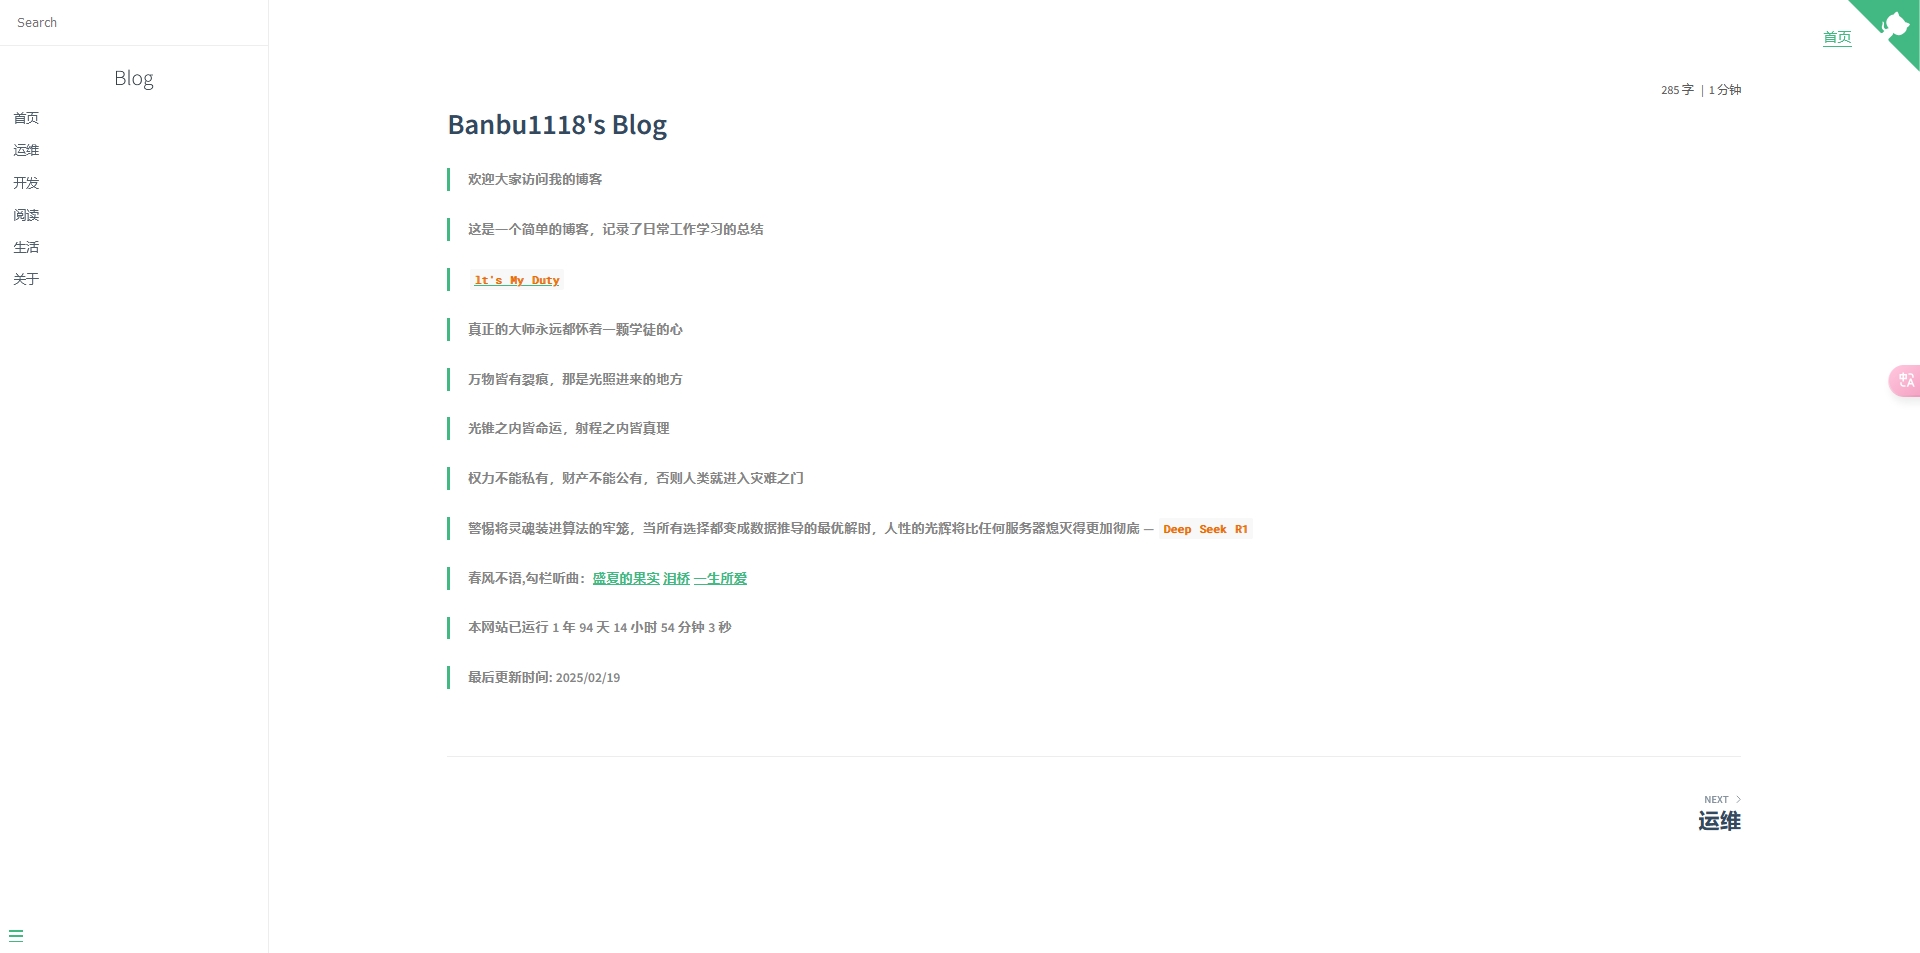 Search
Blog
首页
运维
开发
阅读
生活
关于
首页
285 字 | 1 分钟
Banbu1118's Blog
欢迎大家访问我的博客
这是一个简单的博客，记录了日常工作学习的总结
lt's My Duty
真正的大师永远都怀着一颗学徒的心
万物皆有裂痕，那是光照进来的地方
光锥之内皆命运，射程之内皆真理
权力不能私有，财产不能公有，否则人类就进入灾难之门
警惕将灵魂装进算法的牢笼，当所有选择都变成数据推导的最优解时，人性的光辉将比任何服务器熄灭得更加彻底 — Deep Seek R1
春风不语,勾栏听曲：盛夏的果实 泪桥 一生所爱
本网站已运行 1 年 94 天 14 小时 54 分钟 3 秒
最后更新时间: 2025/02/19
NEXT
运维